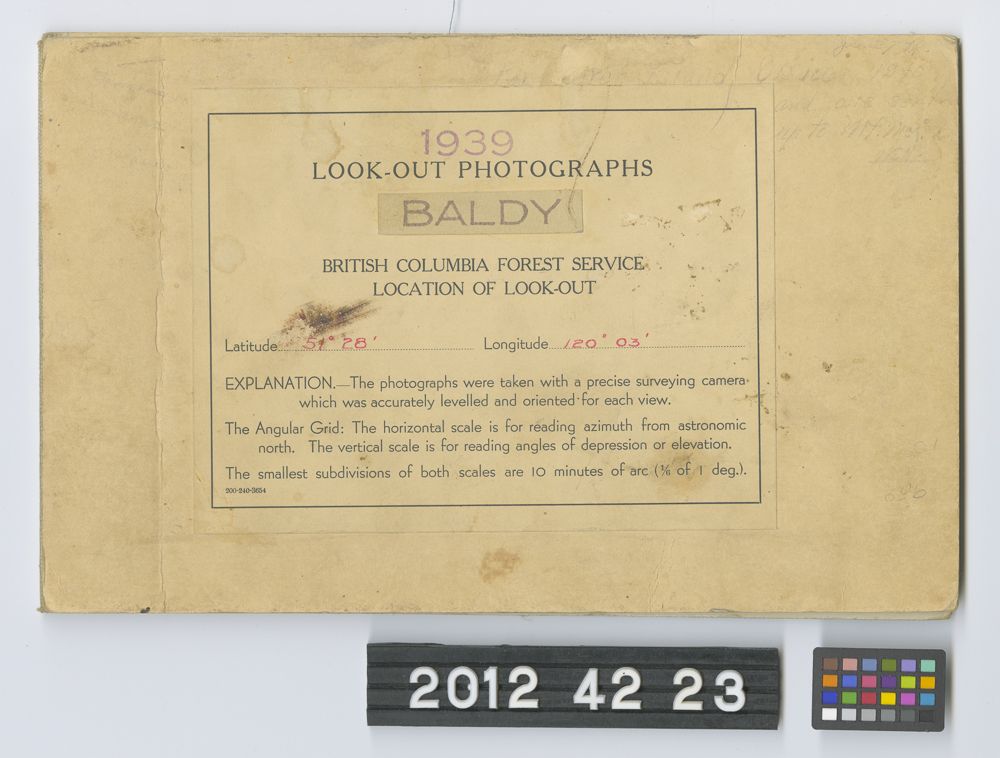 1939
LOOK-OUT PHOTOGRAPHS
BALDY
BRITISH COLUMBIA FOREST SERVICE
LOCATION OF LOOK-OUT
Latitude 51° 28' Longitude 120° 03'
EXPLANATION.—The photographs were taken with a precise surveying camera
which was accurately levelled and oriented for each view.
The Angular Grid: The horizontal scale is for reading azimuth from astronomic
north. The vertical scale is for reading angles of depression or elevation.
The smallest subdivisions of both scales are 10 minutes of arc (⅙ of 1 deg.).
200-240-3654
2012 42 23